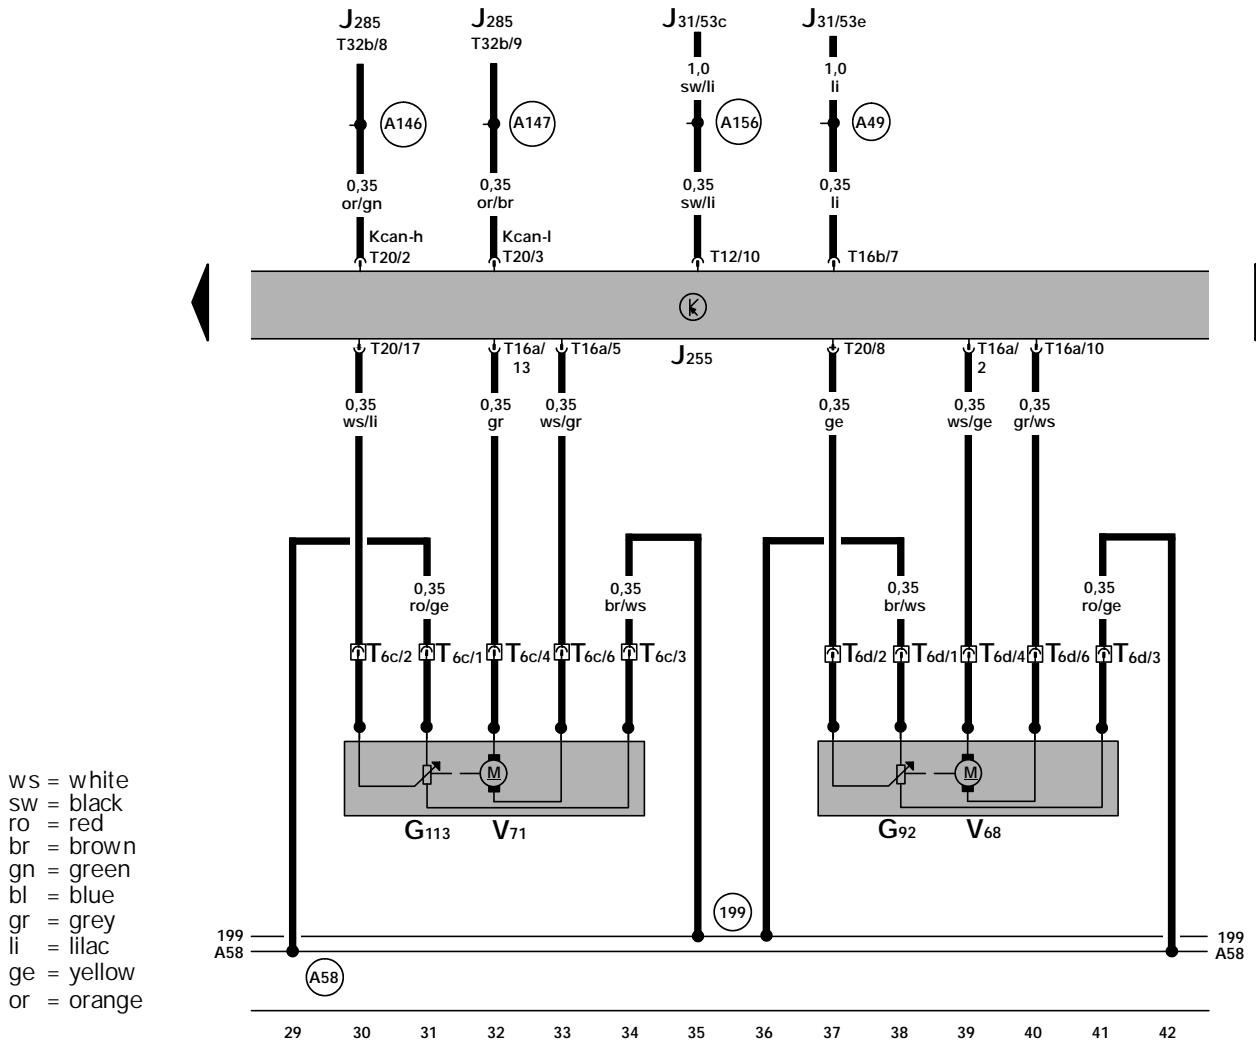 J285 J285 J31/53c J31/53e
T32b/8 T32b/9
1,0 1,0
sw/li li
A146 A147 A156 A49
0,35 0,35 0,35 0,35
or/gn or/br sw/li li
Kcan-h Kcan-l
T20/2 T20/3 T12/10 T16b/7
T20/17 T16a/ T16a/5 J255 T20/8 T16a/ T16a/10
13 2
0,35 0,35 0,35 0,35 0,35 0,35
ws/li gr ws/gr ge ws/ge gr/ws
0,35 0,35 0,35 0,35
ro/ge br/ws br/ws ro/ge
T6c/2 T6c/1 T6c/4 T6c/6 T6c/3 T6d/2 T6d/1 T6d/4 T6d/6 T6d/3
M M
G113 V71 G92 V68
ws = white
sw = black
ro = red
br = brown
gn = green
bl = blue
gr = grey
li = lilac
ge = yellow
or = orange
199
199 199
A58 A58
A58
29 30 31 32 33 34 35 36 37 38 39 40 41 42